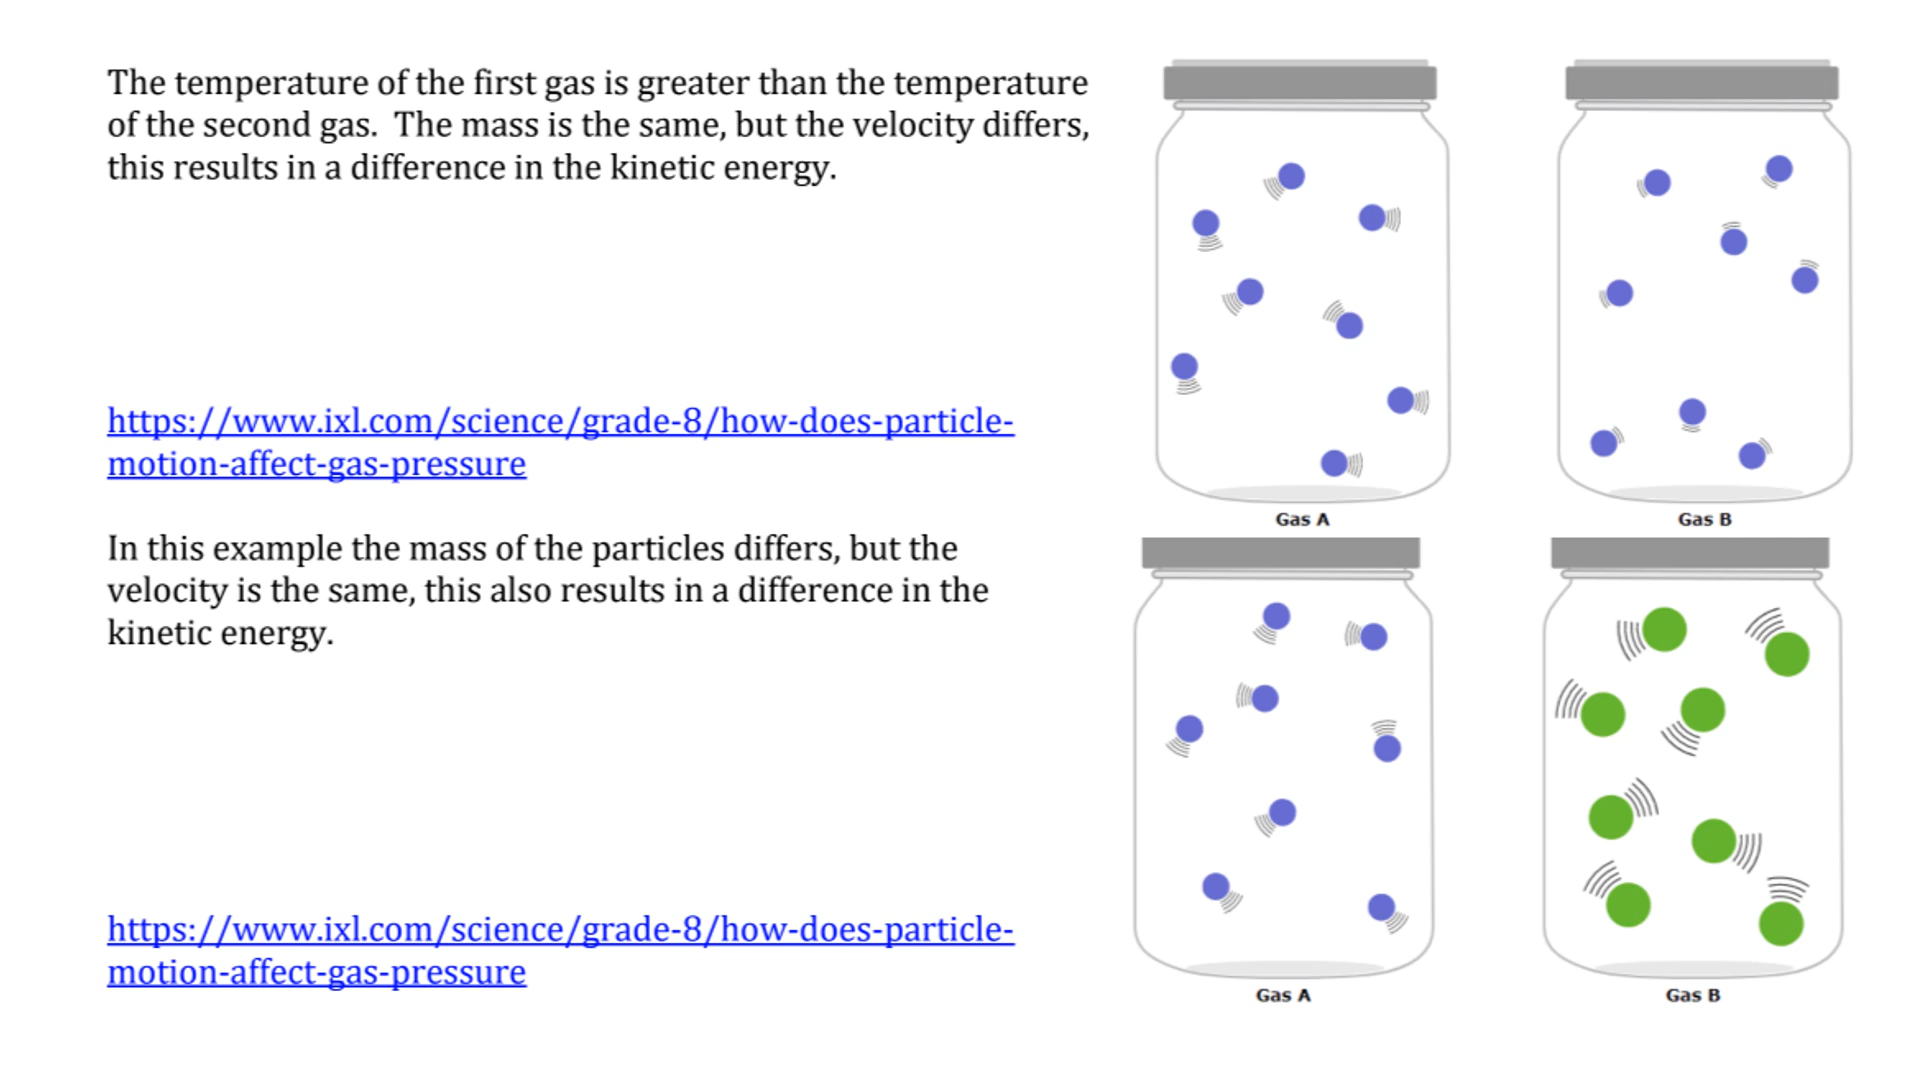 The temperature of the first gas is greater than the temperature
of the second gas.  The mass is the same, but the velocity differs,
this results in a difference in the kinetic energy.
https://www.ixl.com/science/grade-8/how-does-particle-
motion-affect-gas-pressure
Gas A
Gas B
In this example the mass of the particles differs, but the
velocity is the same, this also results in a difference in the
kinetic energy.
https://www.ixl.com/science/grade-8/how-does-particle-
motion-affect-gas-pressure
Gas A
Gas B